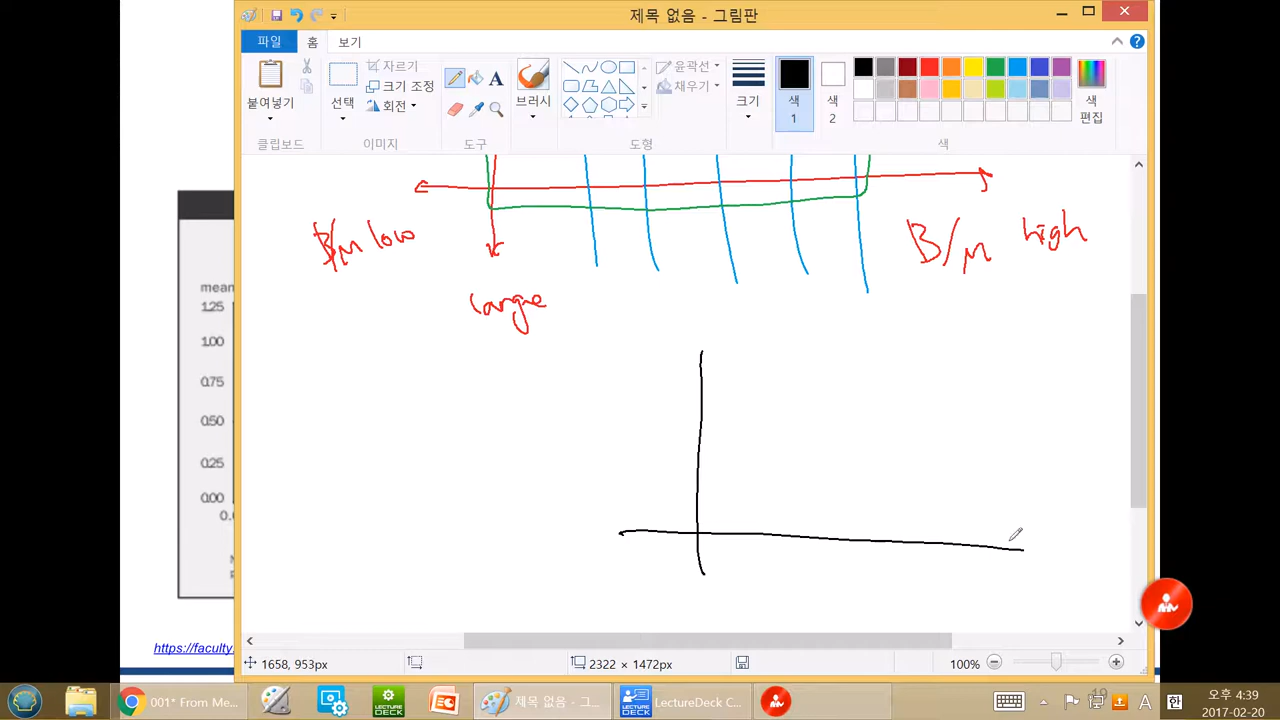 제목 없음 - 그림판
파일 홈 보기
붙여넣기
클립보드
선택
자르기
크기 조정
회전
이미지
A
도구
브러시
윤곽선
채우기
도형
크기
색 1
색 2
색 편집
색
B/M low
B/M high
large
mean
1.25
1.00
0.75
0.50
0.25
0.00
https://faculty.
1658, 953px
2322 × 1472px
100%
001* From Me...
제목 없음 - 그...
LectureDeck C...
A
한
오후 4:39
2017-02-20